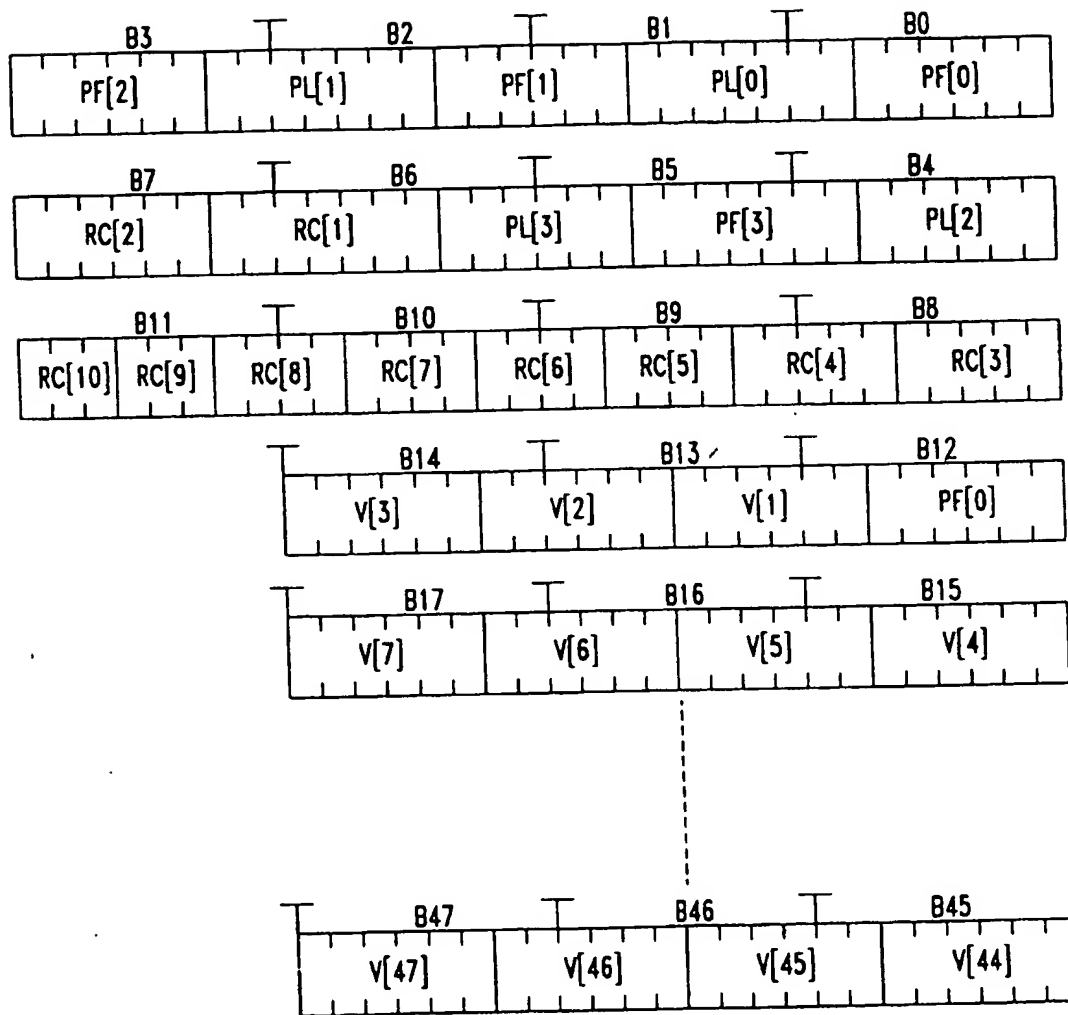 B3 B2 B1 B0
PF[2] PL[1] PF[1] PL[0] PF[0]
B7 B6 B5 B4
RC[2] RC[1] PL[3] PF[3] PL[2]
B11 B10 B9 B8
RC[10] RC[9] RC[8] RC[7] RC[6] RC[5] RC[4] RC[3]
B14 B13 B12
V[3] V[2] V[1] PF[0]
B17 B16 B15
V[7] V[6] V[5] V[4]
B47 B46 B45
V[47] V[46] V[45] V[44]